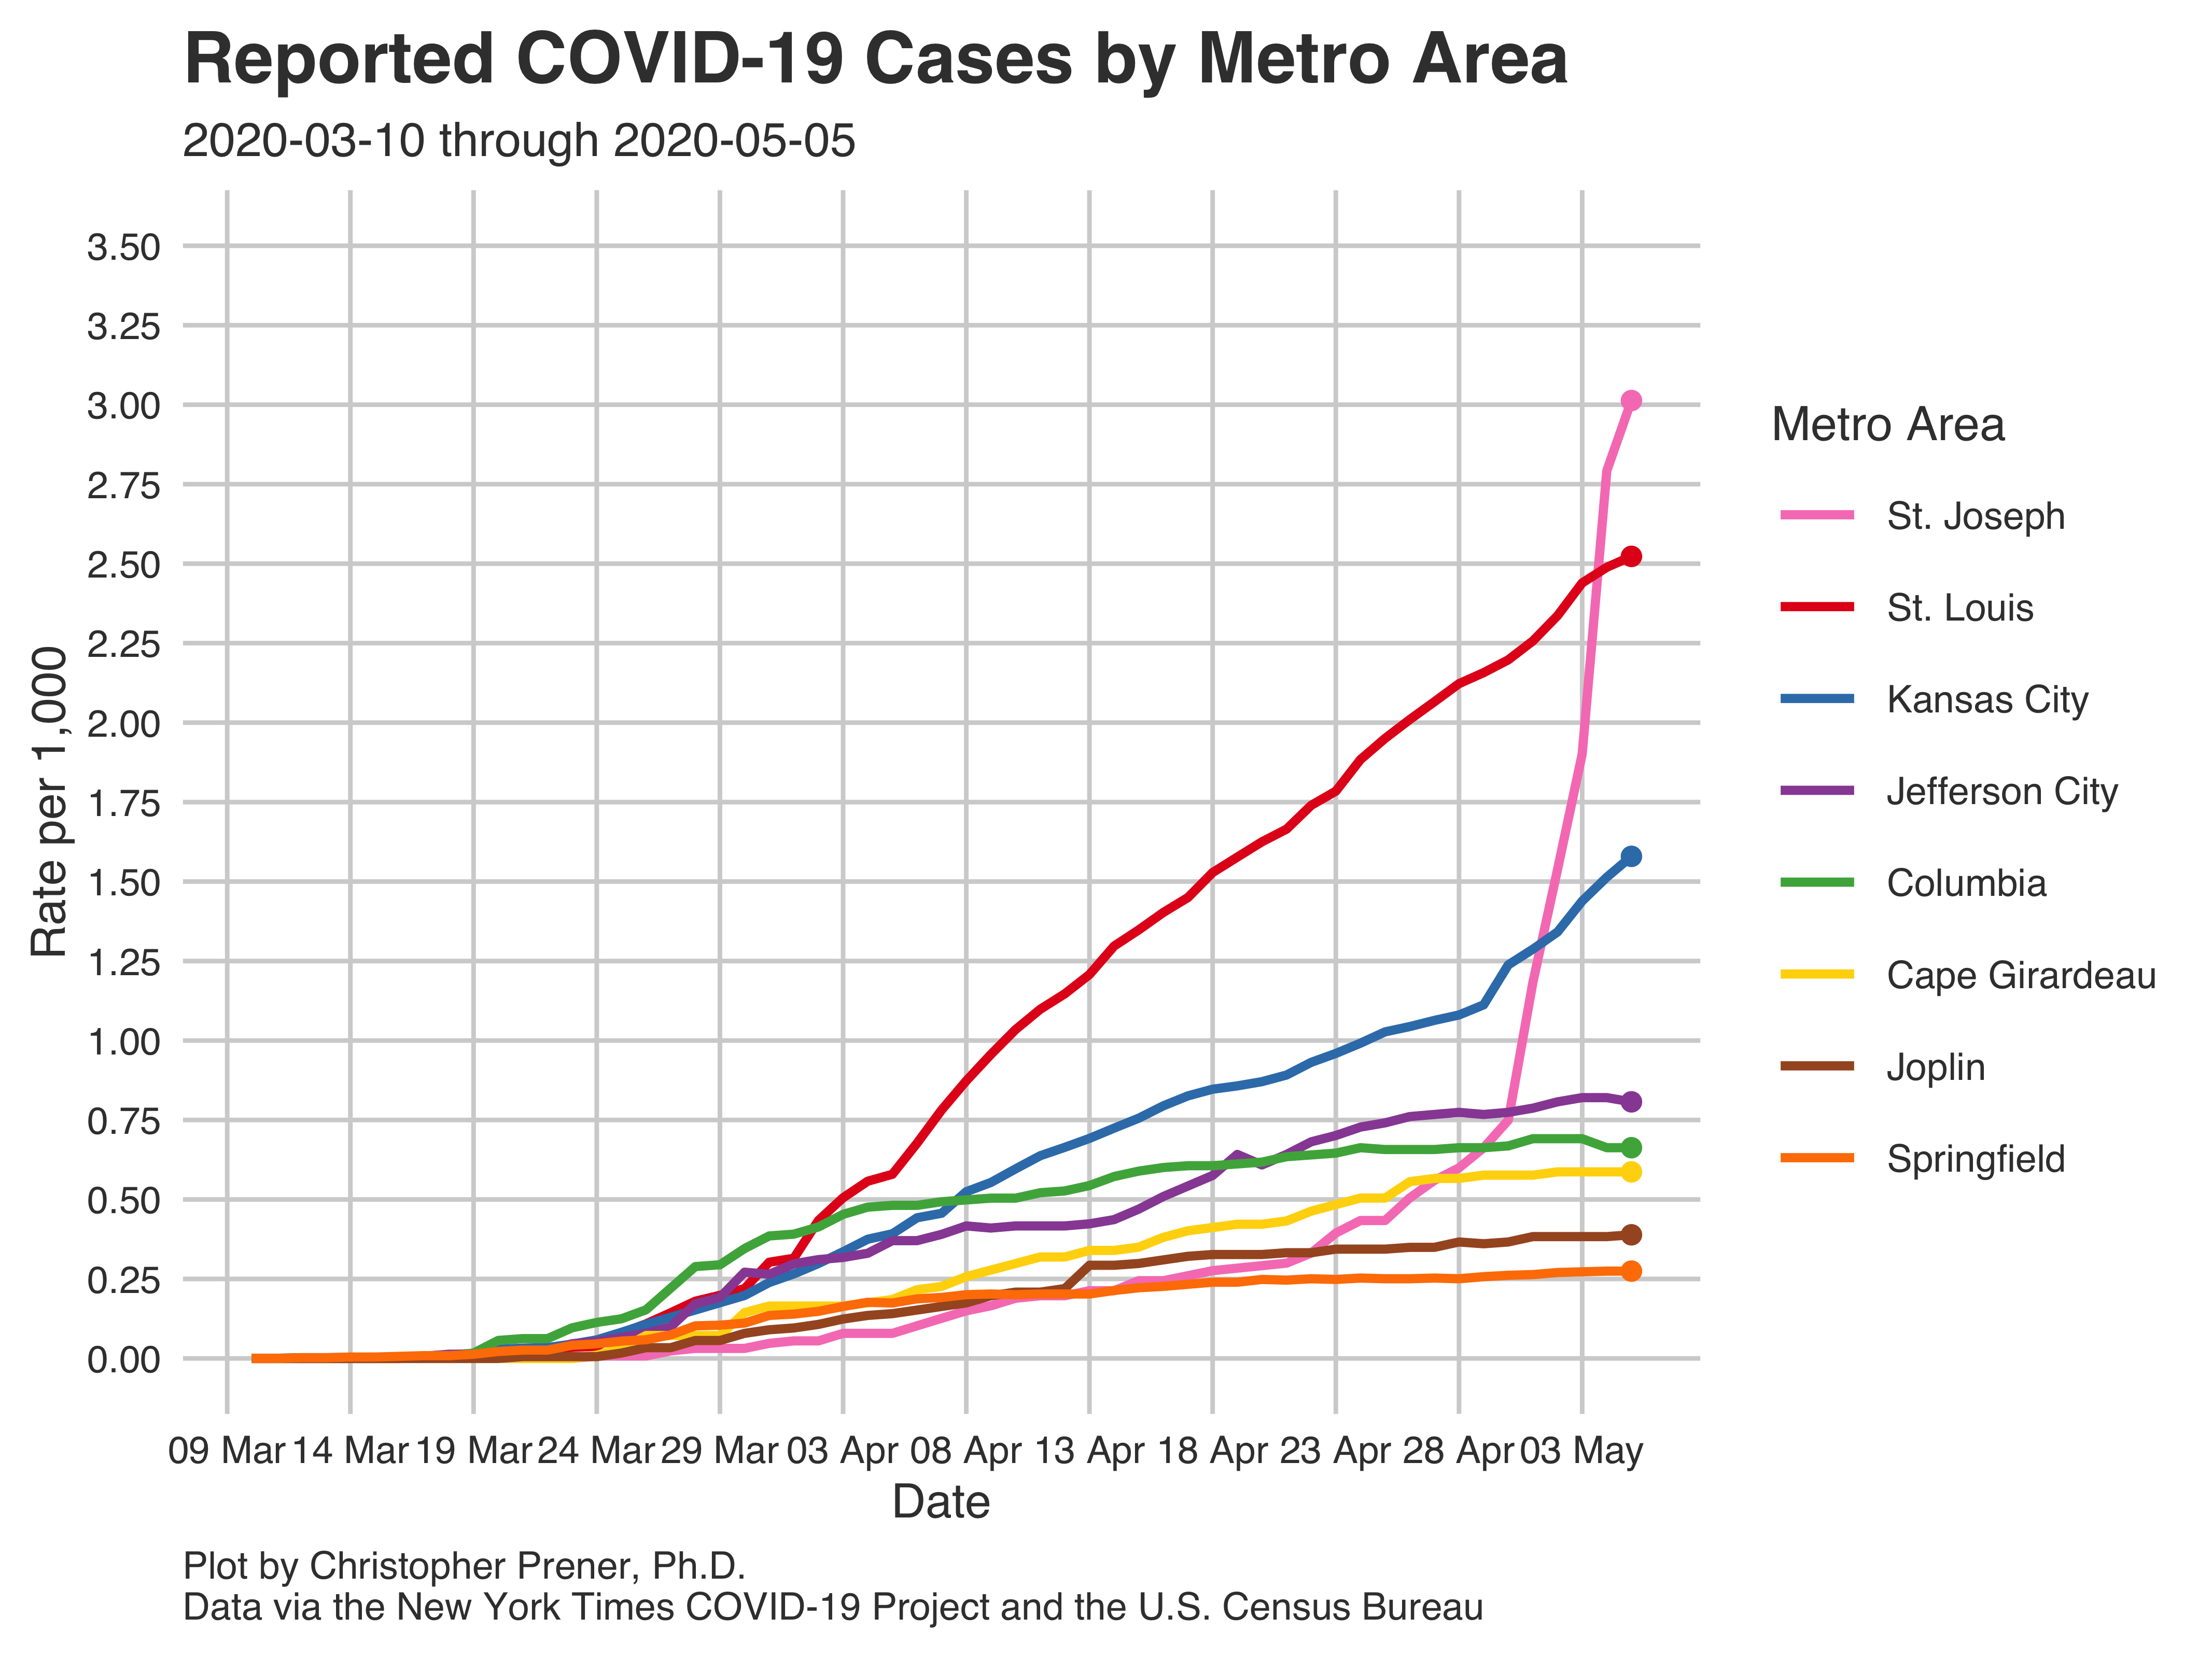 Reported COVID-19 Cases by Metro Area
2020-03-10 through 2020-05-05
3.50
3.25
3.00
2.75
2.50
2.25
2.00
1.75
1.50
1.25
1.00
0.75
0.50
0.25
0.00
Rate per 1,000
09 Mar 14 Mar 19 Mar 24 Mar 29 Mar 03 Apr 08 Apr 13 Apr 18 Apr 23 Apr 28 Apr 03 May
Date
Metro Area
St. Joseph
St. Louis
Kansas City
Jefferson City
Columbia
Cape Girardeau
Joplin
Springfield
Plot by Christopher Prener, Ph.D.
Data via the New York Times COVID-19 Project and the U.S. Census Bureau